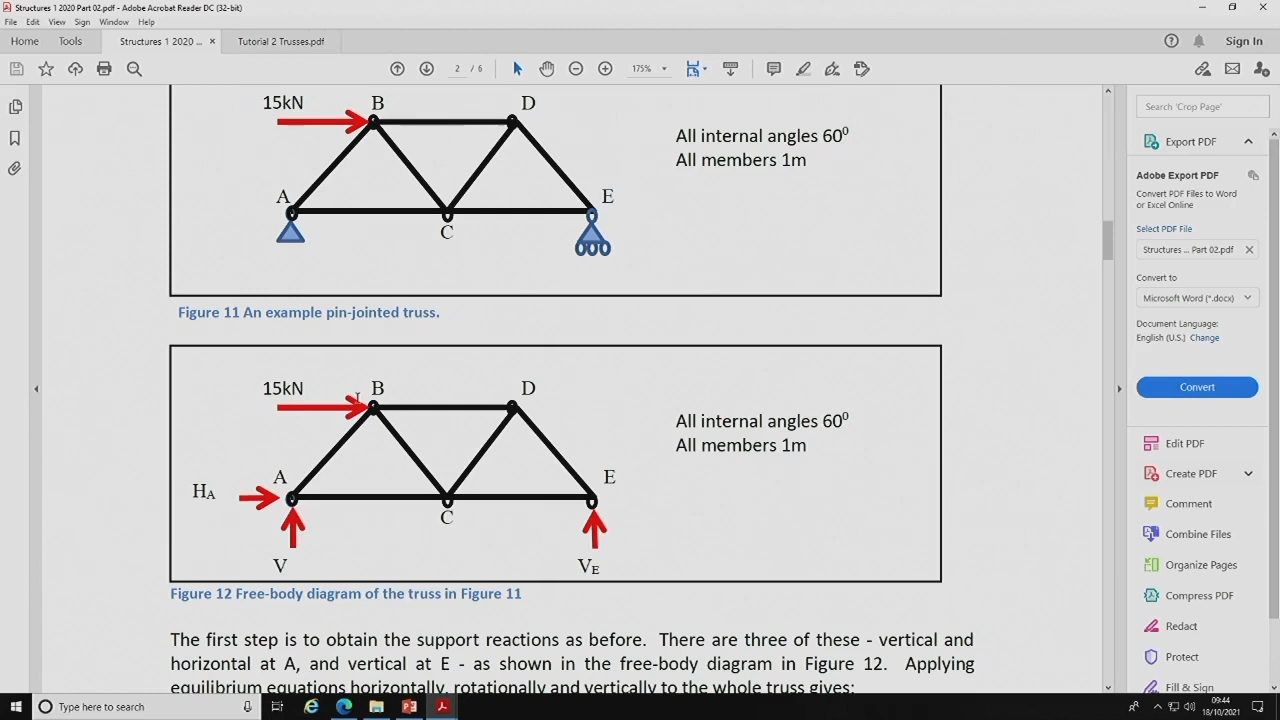 Structures 1 2020 Part 02.pdf - Adobe Acrobat Reader DC (32-bit)
File Edit View Sign Window Help
Home Tools Structures 1 2020 ... × Tutorial 2 Trusses.pdf Sign In
2 / 6 175%
15kN B D
All internal angles 60⁰
All members 1m
A E
C
Figure 11 An example pin-jointed truss.
15kN B D
All internal angles 60⁰
All members 1m
A E
HA
C
V VE
Figure 12 Free-body diagram of the truss in Figure 11
The first step is to obtain the support reactions as before. There are three of these - vertical and
horizontal at A, and vertical at E - as shown in the free-body diagram in Figure 12. Applying
equilibrium equations horizontally, rotationally and vertically to the whole truss gives:
Search 'Crop Page'
Export PDF
Adobe Export PDF
Convert PDF Files to Word
or Excel Online
Select PDF File
Structures ... Part 02.pdf ×
Convert to
Microsoft Word (*.docx)
Document Language:
English (U.S.) Change
Convert
Edit PDF
Create PDF
Comment
Combine Files
Organize Pages
Compress PDF
Redact
Protect
Fill & Sign
Type here to search
09:44
18/10/2021